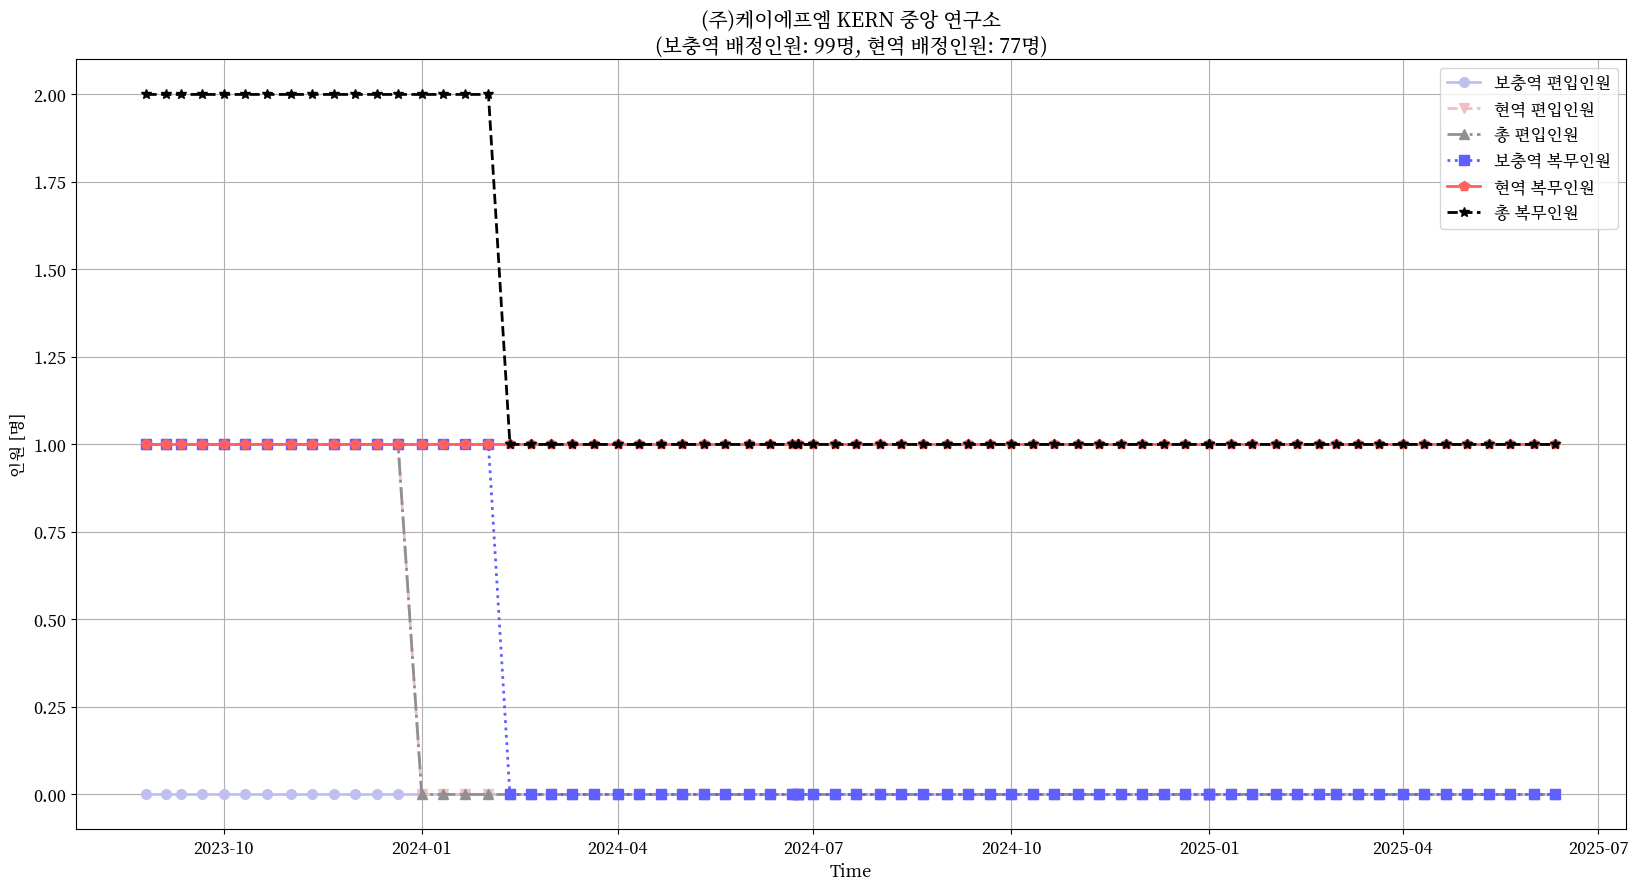 (주)케이에프엠 KERN 중앙 연구소
(보충역 배정인원: 99명, 현역 배정인원: 77명)
보충역 편입인원
현역 편입인원
총 편입인원
보충역 복무인원
현역 복무인원
총 복무인원
인원 [명]
2.00
1.75
1.50
1.25
1.00
0.75
0.50
0.25
0.00
2023-10
2024-01
2024-04
2024-07
2024-10
2025-01
2025-04
2025-07
Time